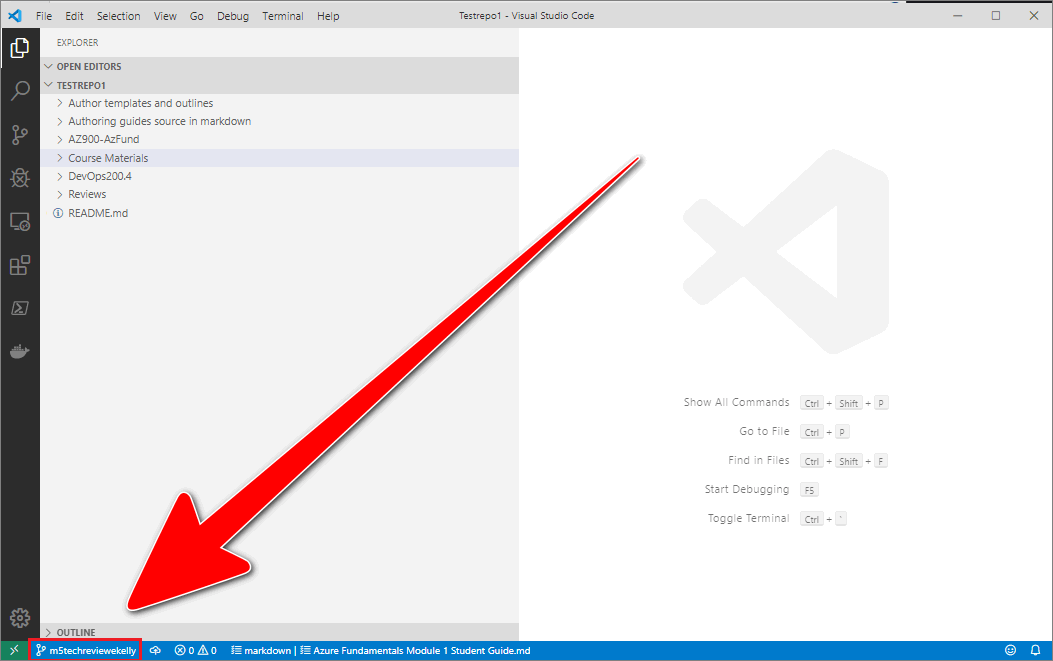 File Edit Selection View Go Debug Terminal Help
Testrepo1 - Visual Studio Code
EXPLORER
OPEN EDITORS
TESTREPO1
Author templates and outlines
Authoring guides source in markdown
AZ900-AzFund
Course Materials
DevOps200.4
Reviews
README.md
Show All Commands Ctrl + Shift + P
Go to File Ctrl + P
Find in Files Ctrl + Shift + F
Start Debugging F5
Toggle Terminal Ctrl + `
OUTLINE
m5techreviewekelly 0 0 markdown | Azure Fundamentals Module 1 Student Guide.md